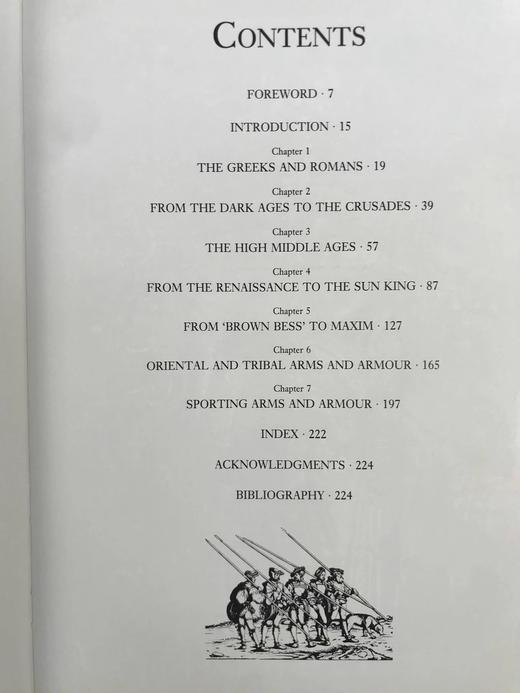 CONTENTS
FOREWORD · 7
INTRODUCTION · 15
Chapter 1
THE GREEKS AND ROMANS · 19
Chapter 2
FROM THE DARK AGES TO THE CRUSADES · 39
Chapter 3
THE HIGH MIDDLE AGES · 57
Chapter 4
FROM THE RENAISSANCE TO THE SUN KING · 87
Chapter 5
FROM ‘BROWN BESS’ TO MAXIM · 127
Chapter 6
ORIENTAL AND TRIBAL ARMS AND ARMOUR · 165
Chapter 7
SPORTING ARMS AND ARMOUR · 197
INDEX · 222
ACKNOWLEDGMENTS · 224
BIBLIOGRAPHY · 224